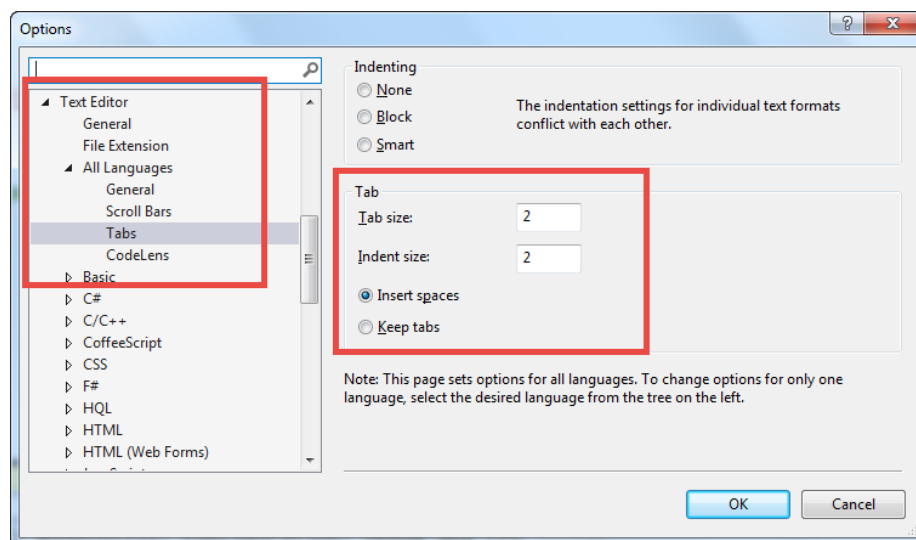 Options
Text Editor
General
File Extension
All Languages
General
Scroll Bars
Tabs
CodeLens
Basic
C#
C/C++
CoffeeScript
CSS
F#
HQL
HTML
HTML (Web Forms)
Indenting
None
Block
Smart
The indentation settings for individual text formats
conflict with each other.
Tab
Tab size: 2
Indent size: 2
Insert spaces
Keep tabs
Note: This page sets options for all languages. To change options for only one
language, select the desired language from the tree on the left.
OK Cancel